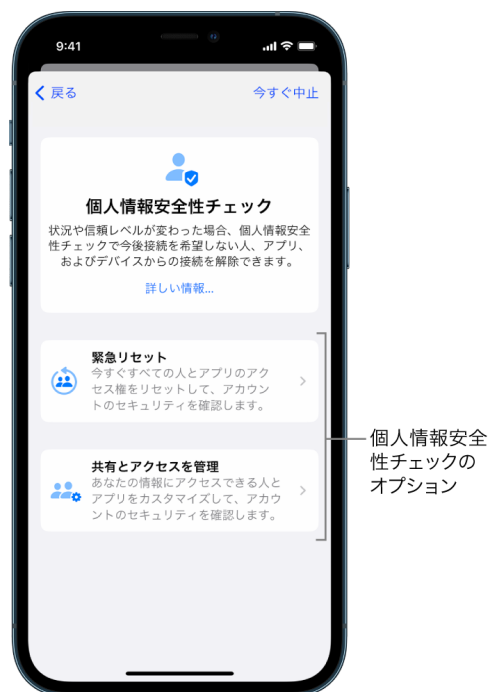 9:41
戻る
今すぐ中止
個人情報安全性チェック
状況や信頼レベルが変わった場合、個人情報安全
性チェックで今後接続を希望しない人、アプリ、
およびデバイスからの接続を解除できます。
詳しい情報...
緊急リセット
今すぐすべての人とアプリのアク
セス権をリセットして、アカウン
トのセキュリティを確認します。
共有とアクセスを管理
あなたの情報にアクセスできる人と
アプリをカスタマイズして、アカウ
ントのセキュリティを確認します。
個人情報安全
性チェックの
オプション